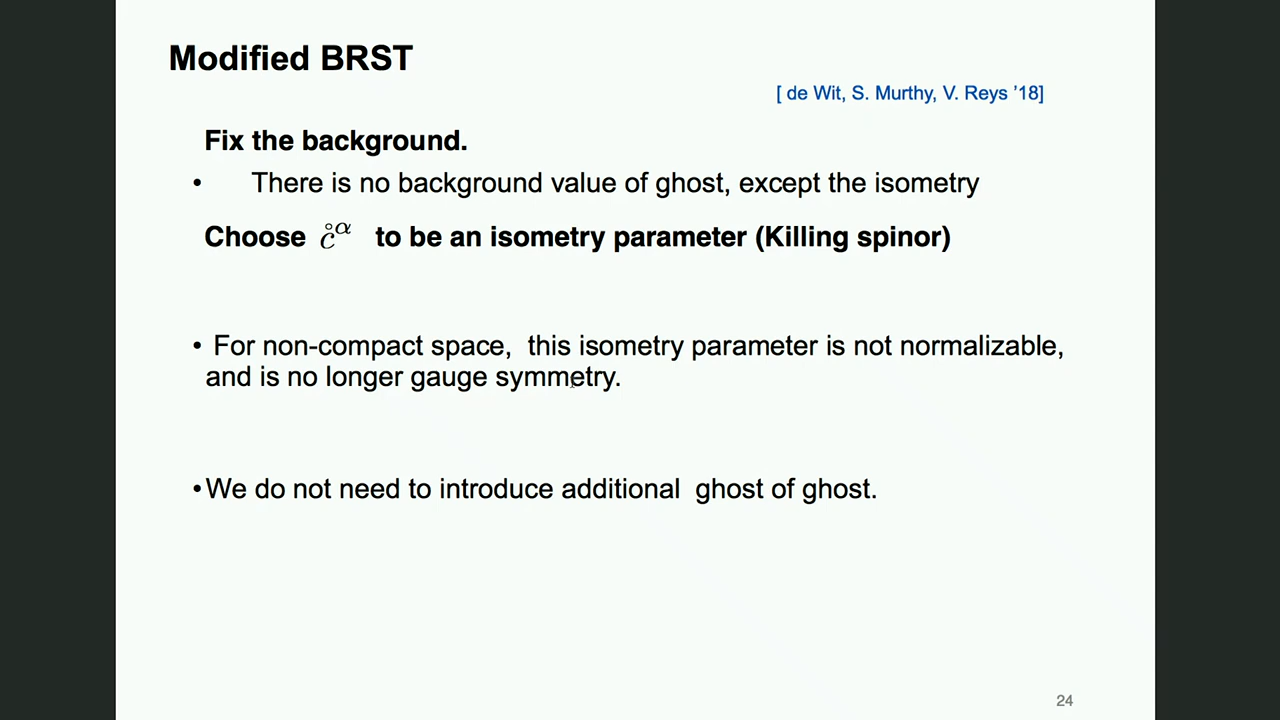 Modified BRST
[ de Wit, S. Murthy, V. Reys ’18]
Fix the background.
• There is no background value of ghost, except the isometry
Choose c̊^α to be an isometry parameter (Killing spinor)
• For non-compact space, this isometry parameter is not normalizable,
and is no longer gauge symmetry.
•We do not need to introduce additional ghost of ghost.
24